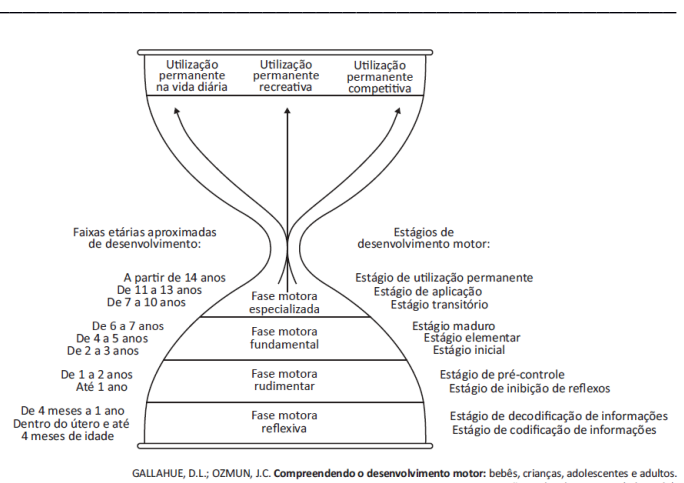 Utilização permanente na vida diária
Utilização permanente recreativa
Utilização permanente competitiva
Faixas etárias aproximadas
de desenvolvimento:
Estágios de
desenvolvimento motor:
A partir de 14 anos
De 11 a 13 anos
De 7 a 10 anos
Fase motora
especializada
Estágio de utilização permanente
Estágio de aplicação
Estágio transitório
De 6 a 7 anos
De 4 a 5 anos
De 2 a 3 anos
Fase motora
fundamental
Estágio maduro
Estágio elementar
Estágio inicial
De 1 a 2 anos
Até 1 ano
Fase motora
rudimentar
Estágio de pré-controle
Estágio de inibição de reflexos
De 4 meses a 1 ano
Dentro do útero e até
4 meses de idade
Fase motora
reflexiva
Estágio de decodificação de informações
Estágio de codificação de informações
GALLAHUE, D.L.; OZMUN, J.C. Compreendendo o desenvolvimento motor: bebês, crianças, adolescentes e adultos.